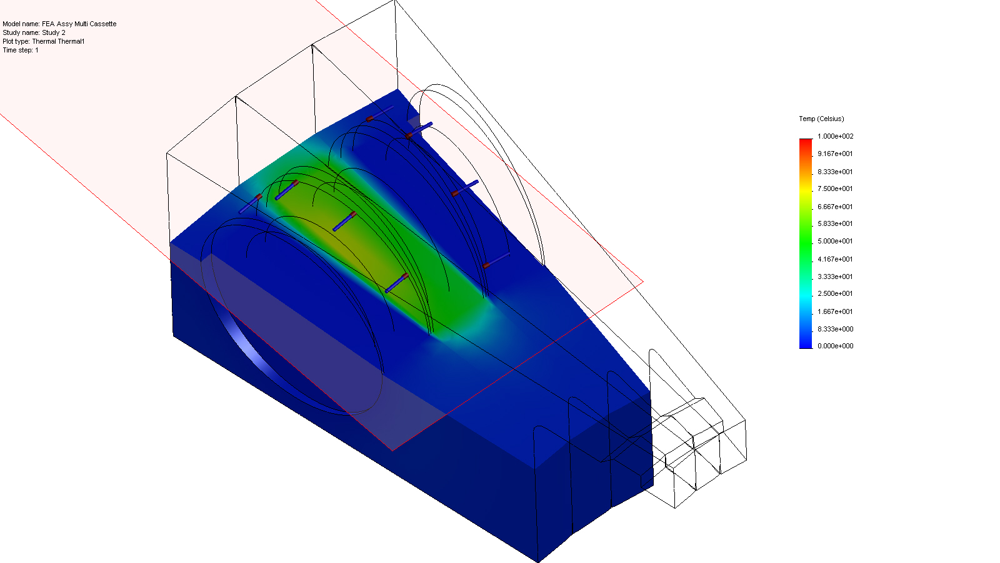 Model name: FEA Assy Multi Cassette
Study name: Study 2
Plot type: Thermal Thermal1
Time step: 1
Temp (Celsius)
1.000e+002
9.167e+001
8.333e+001
7.500e+001
6.667e+001
5.833e+001
5.000e+001
4.167e+001
3.333e+001
2.500e+001
1.667e+001
8.333e+000
0.000e+000